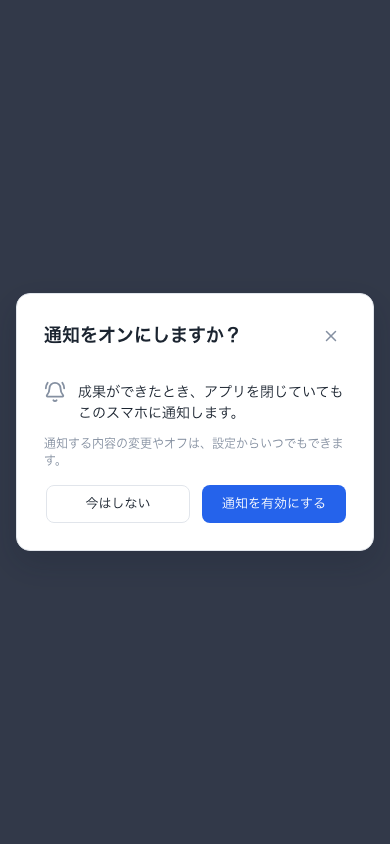 通知をオンにしますか？
成果ができたとき、アプリを閉じていても
このスマホに通知します。
通知する内容の変更やオフは、設定からいつでもできま
す。
今はしない
通知を有効にする